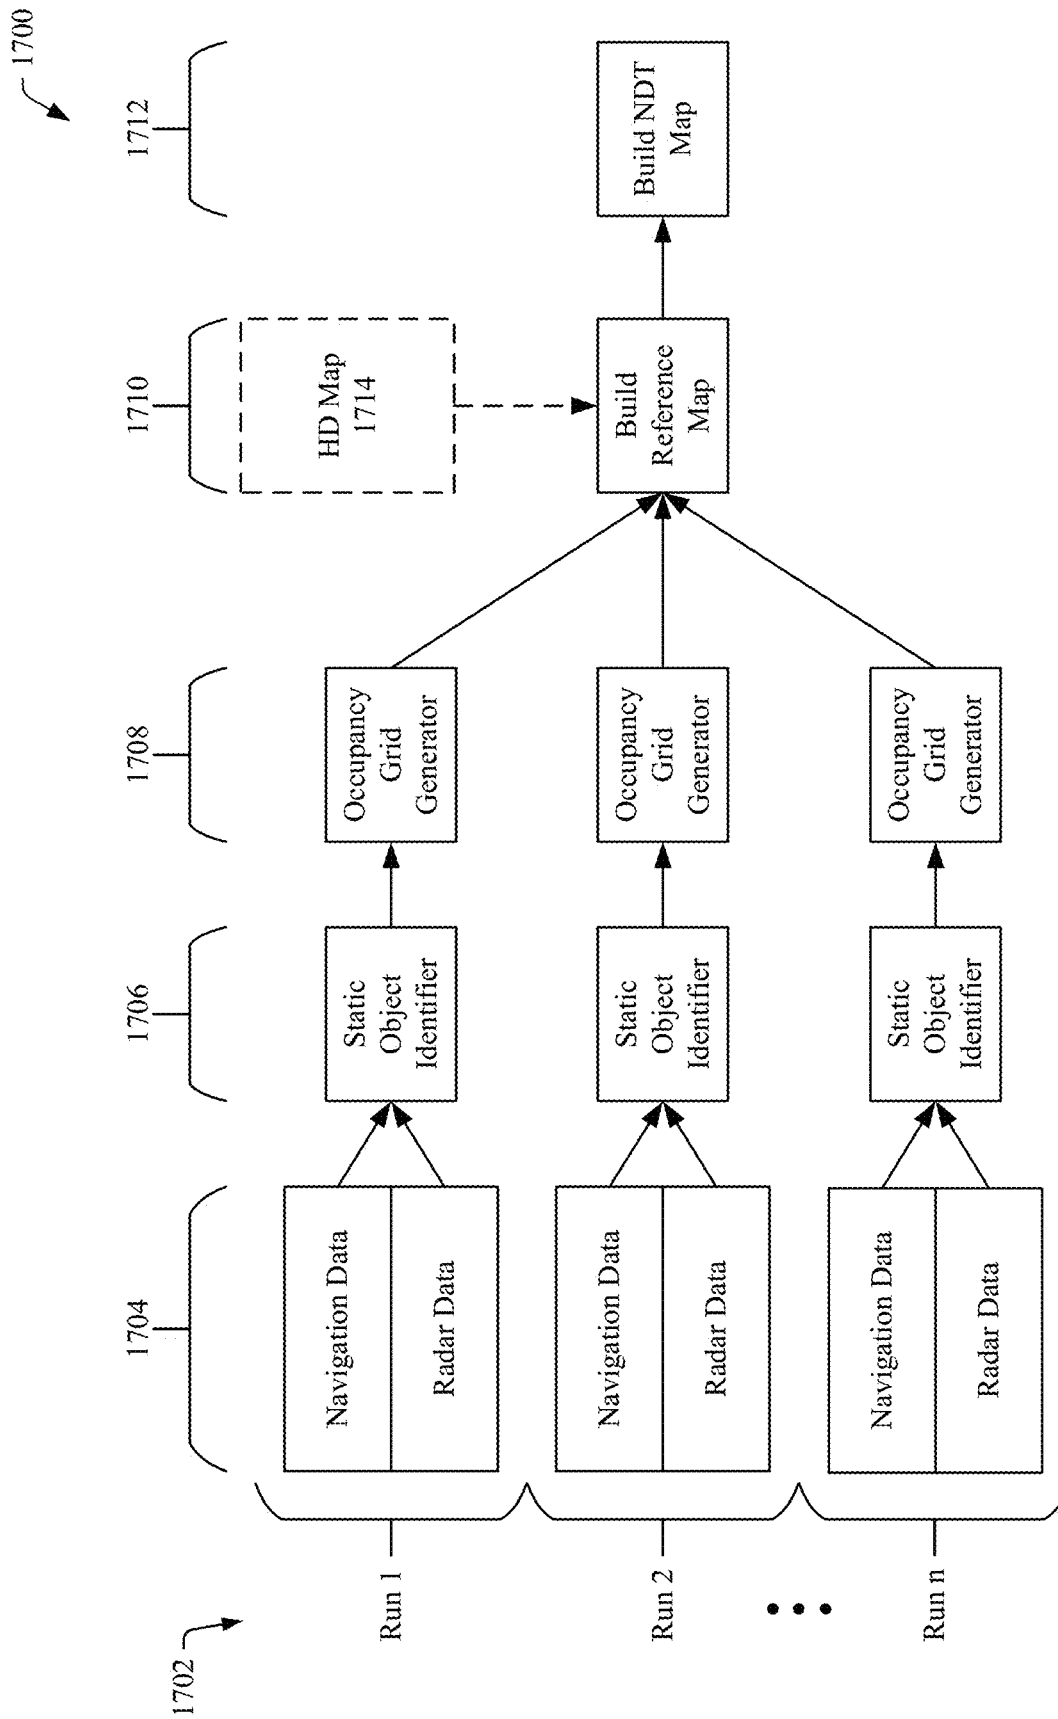 1700
1702
1704
1706
1708
1710
1712
Run 1
Navigation Data
Radar Data
Static
Object
Identifier
Occupancy
Grid
Generator
HD Map
1714
Run 2
Navigation Data
Radar Data
Static
Object
Identifier
Occupancy
Grid
Generator
Build
Reference
Map
Build NDT
Map
Run n
Navigation Data
Radar Data
Static
Object
Identifier
Occupancy
Grid
Generator